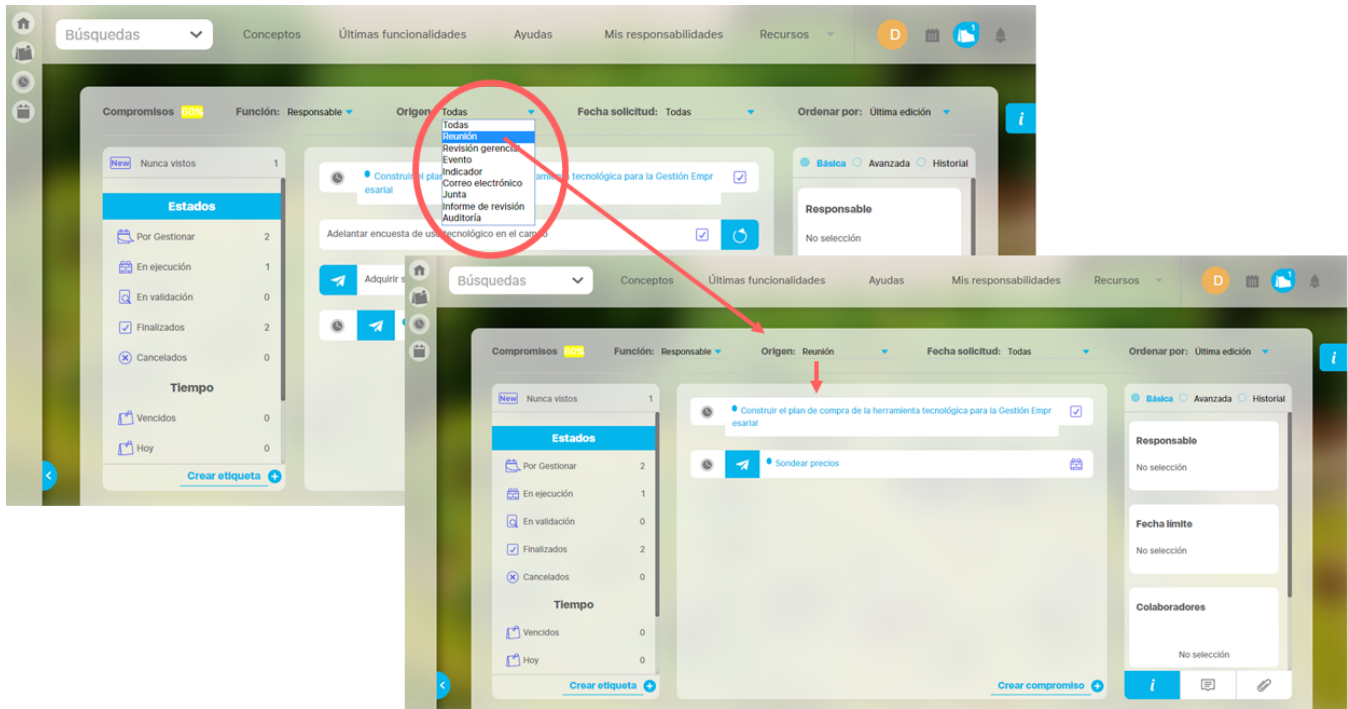 Búsquedas Conceptos Últimas funcionalidades Ayudas Mis responsabilidades Recursos D 1
Compromisos 60% Función: Responsable Origen: Todas Fecha solicitud: Todas Ordenar por: Última edición i
Todas
Reunión
Revisión gerencial
Evento
Indicador
Correo electrónico
Junta
Informe de revisión
Auditoría
New Nunca vistos 1
Estados
Por Gestionar 2
En ejecución 1
En validación 0
Finalizados 2
Cancelados 0
Tiempo
Vencidos 0
Hoy 0
Crear etiqueta
Construir el tecnológica para la Gestión Empr
esarial
Adelantar encuesta de uso tecnológico en el campo
Adquirir
Básica Avanzada Historial
Responsable
No selección
Búsquedas Conceptos Últimas funcionalidades Ayudas Mis responsabilidades Recursos D 1
Compromisos 60% Función: Responsable Origen: Reunión Fecha solicitud: Todas Ordenar por: Última edición i
New Nunca vistos 1
Estados
Por Gestionar 2
En ejecución 1
En validación 0
Finalizados 2
Cancelados 0
Tiempo
Vencidos 0
Hoy 0
Crear etiqueta
Construir el plan de compra de la herramienta tecnológica para la Gestión Empr
esarial
Sondear precios
Crear compromiso
Básica Avanzada Historial
Responsable
No selección
Fecha límite
No selección
Colaboradores
No selección
i